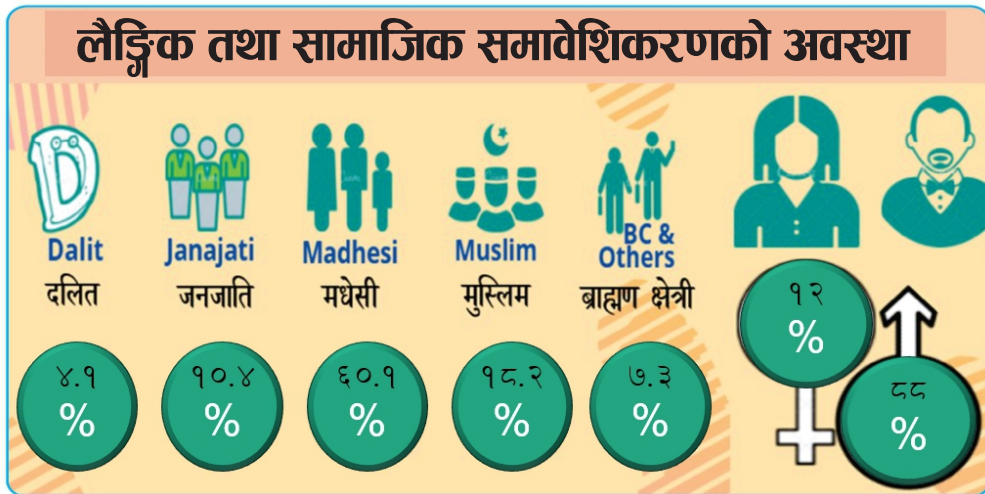 लैङ्गिक तथा सामाजिक समावेशिकरणको अवस्था
Dalit
दलित
४.१
%
Janajati
जनजाति
१०.४
%
Madhesi
मधेसी
६०.१
%
Muslim
मुस्लिम
१८.२
%
BC &
Others
ब्राह्मण क्षेत्री
७.३
%
१२
%
८८
%